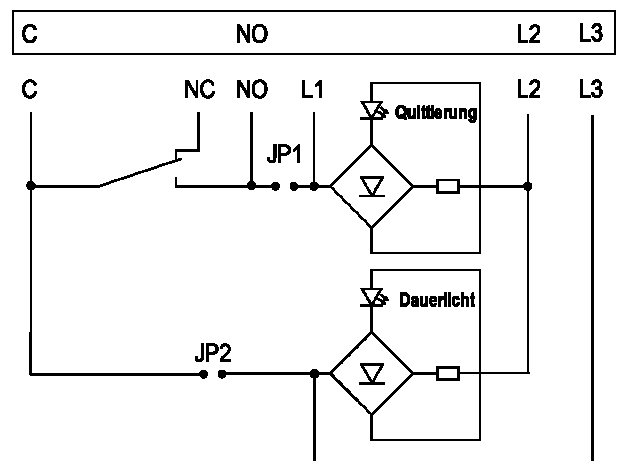 C NO L2 L3
C NC NO L1 L2 L3
Quittierung
JP1
Dauerlicht
JP2